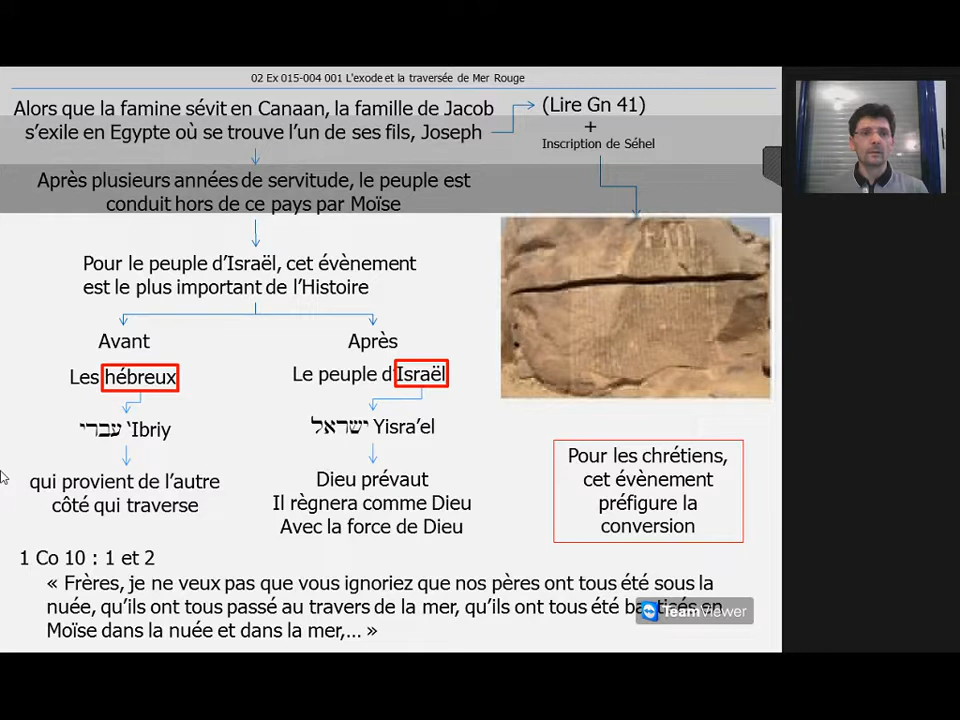 02 Ex 015-004 001 L'exode et la traversée de Mer Rouge
Alors que la famine sévit en Canaan, la famille de Jacob
s'exile en Egypte où se trouve l'un de ses fils, Joseph
(Lire Gn 41)
+
Inscription de Séhel
Après plusieurs années de servitude, le peuple est
conduit hors de ce pays par Moïse
Pour le peuple d'Israël, cet évènement
est le plus important de l'Histoire
Avant
Les hébreux
עברי 'Ibriy
qui provient de l'autre
côté qui traverse
Après
Le peuple d'Israël
ישראל Yisra'el
Dieu prévaut
Il règnera comme Dieu
Avec la force de Dieu
Pour les chrétiens,
cet évènement
préfigure la
conversion
1 Co 10 : 1 et 2
« Frères, je ne veux pas que vous ignoriez que nos pères ont tous été sous la
nuée, qu'ils ont tous passé au travers de la mer, qu'ils ont tous été baptisés en
Moïse dans la nuée et dans la mer,... »
TeamViewer